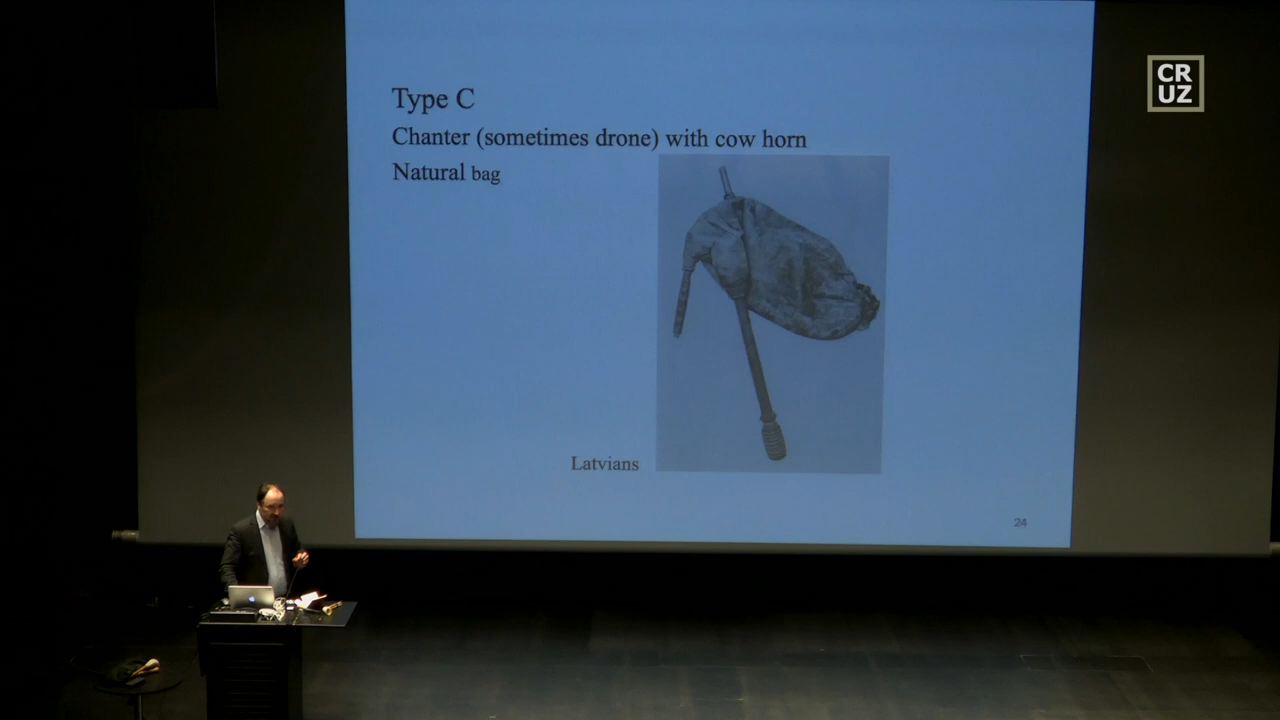 Type C
Chanter (sometimes drone) with cow horn
Natural bag
Latvians
24
CR
UZ